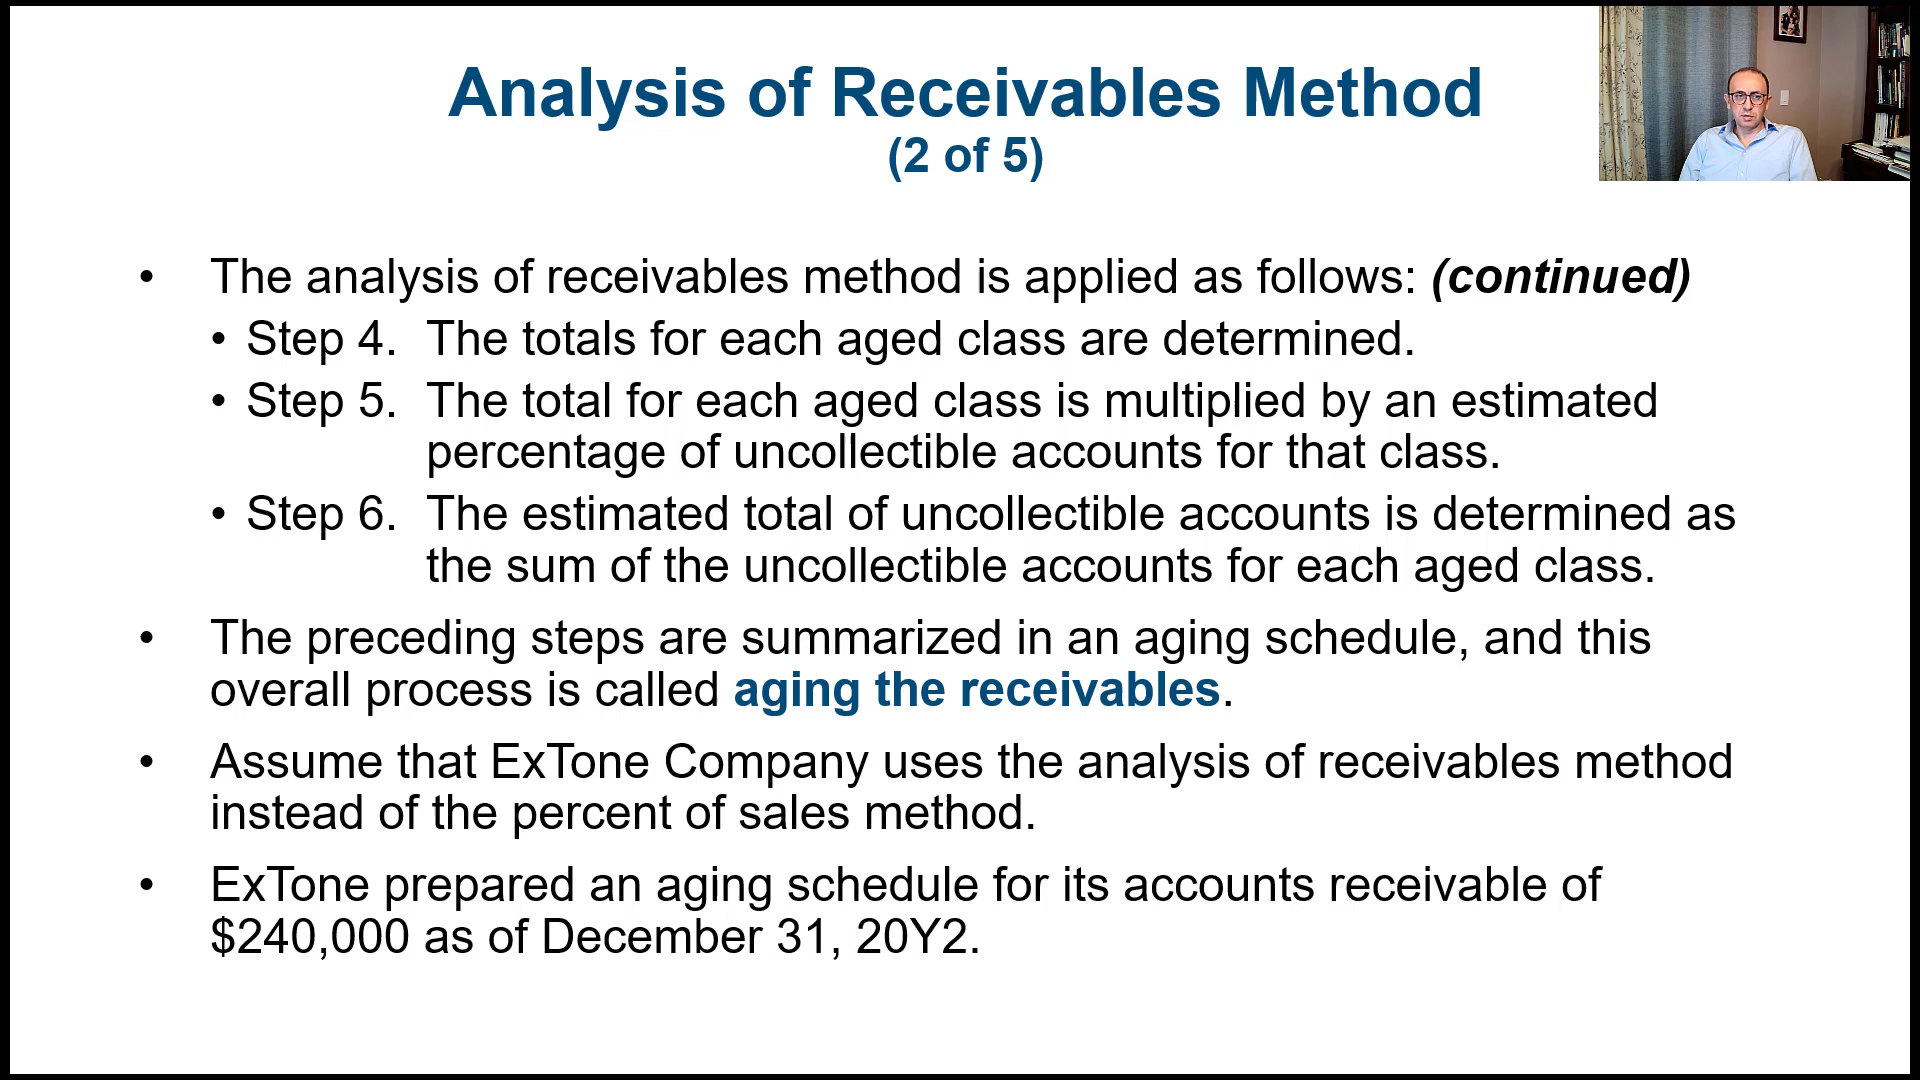 Analysis of Receivables Method
(2 of 5)
• The analysis of receivables method is applied as follows: (continued)
• Step 4. The totals for each aged class are determined.
• Step 5. The total for each aged class is multiplied by an estimated
percentage of uncollectible accounts for that class.
• Step 6. The estimated total of uncollectible accounts is determined as
the sum of the uncollectible accounts for each aged class.
• The preceding steps are summarized in an aging schedule, and this
overall process is called aging the receivables.
• Assume that ExTone Company uses the analysis of receivables method
instead of the percent of sales method.
• ExTone prepared an aging schedule for its accounts receivable of
$240,000 as of December 31, 20Y2.